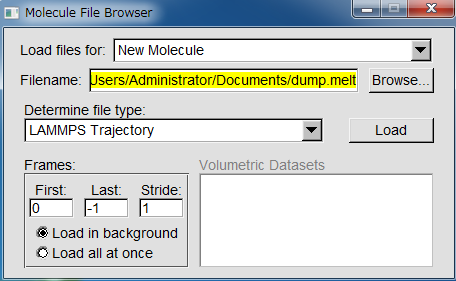 Molecule File Browser
Load files for: New Molecule
Filename: Users/Administrator/Documents/dump.melt Browse...
Determine file type:
LAMMPS Trajectory Load
Frames: Volumetric Datasets
First: Last: Stride:
0 -1 1
Load in background
Load all at once